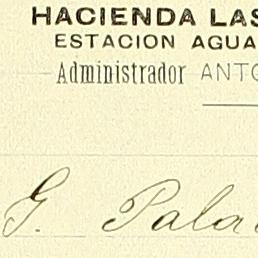 HACIENDA LAS
ESTACION AGUA
Administrador ANTO
G. Pala